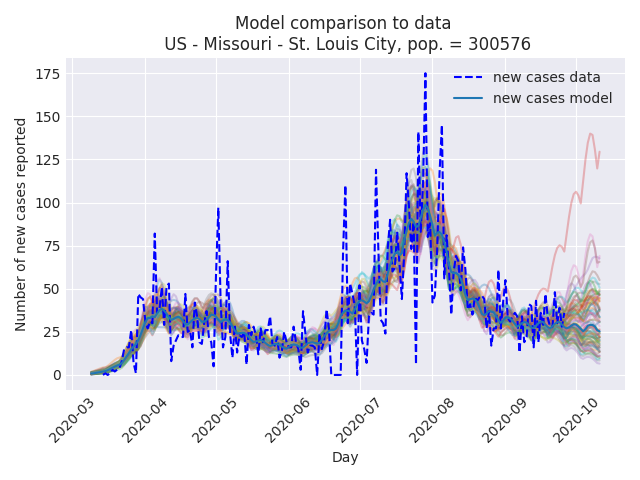 Model comparison to data
US - Missouri - St. Louis City, pop. = 300576
new cases data
new cases model
Number of new cases reported
175
150
125
100
75
50
25
0
2020-03
2020-04
2020-05
2020-06
2020-07
2020-08
2020-09
2020-10
Day